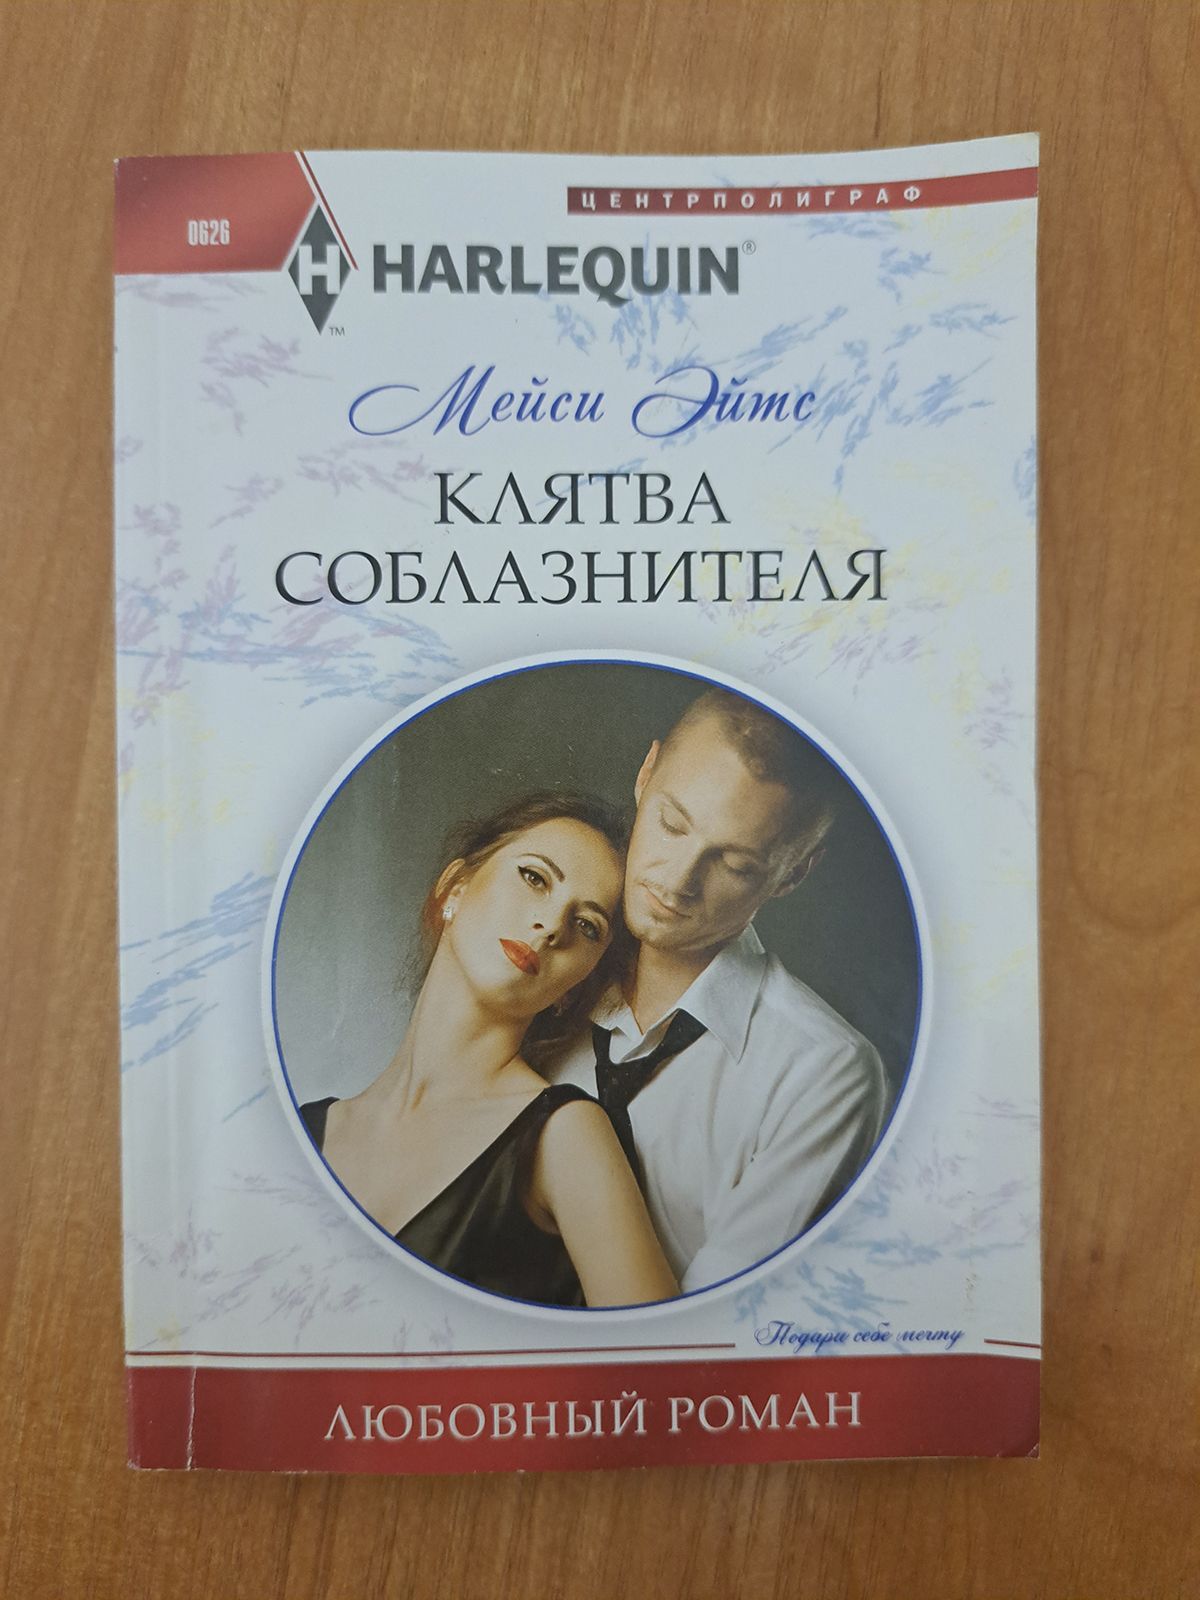 ЦЕНТРПОЛИГРАФ
0626
H HARLEQUIN®
TM
Мейси Эйтс
КЛЯТВА
СОБЛАЗНИТЕЛЯ
Подари себе мечту
ЛЮБОВНЫЙ РОМАН